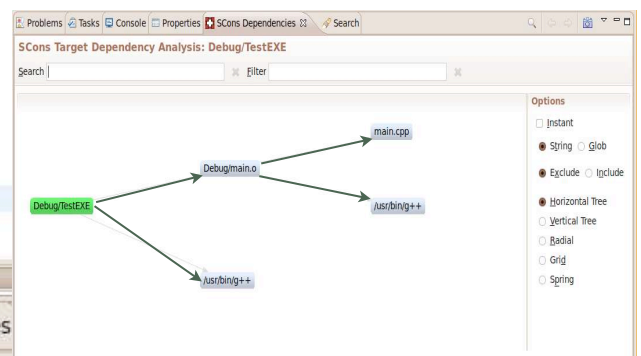 Problems Tasks Console Properties SCons Dependencies Search
SCons Target Dependency Analysis: Debug/TestEXE
Search Filter
Options
Instant
String Glob
Exclude Include
Horizontal Tree
Vertical Tree
Radial
Grid
Spring
main.cpp
Debug/main.o
Debug/TestEXE
/usr/bin/g++
/usr/bin/g++
s